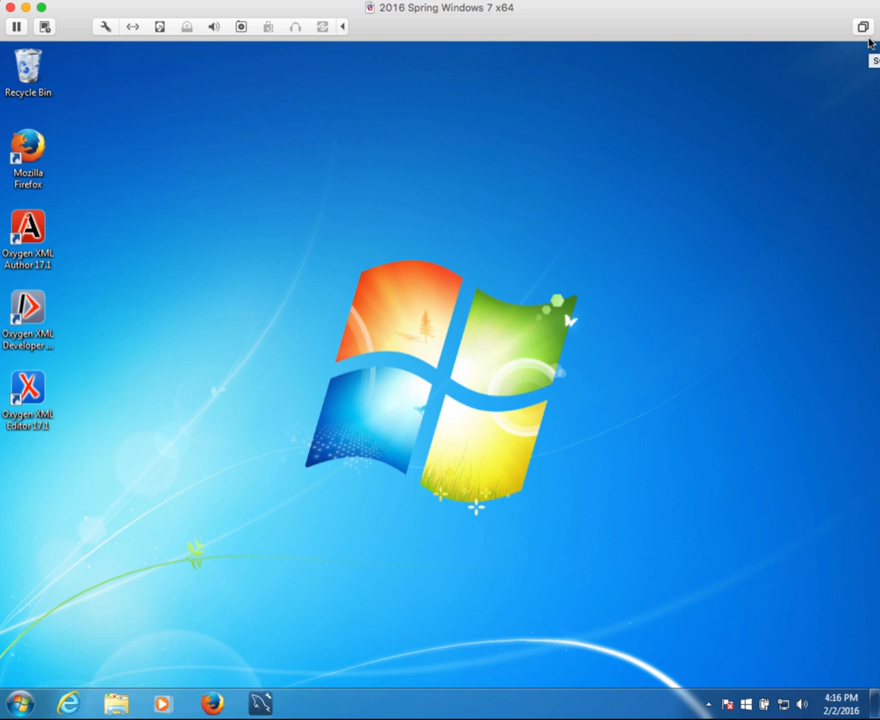 2016 Spring Windows 7 x64
S
Recycle Bin
Mozilla
Firefox
Oxygen XML
Author 17.1
Oxygen XML
Developer ...
Oxygen XML
Editor 17.1
4:16 PM
2/2/2016